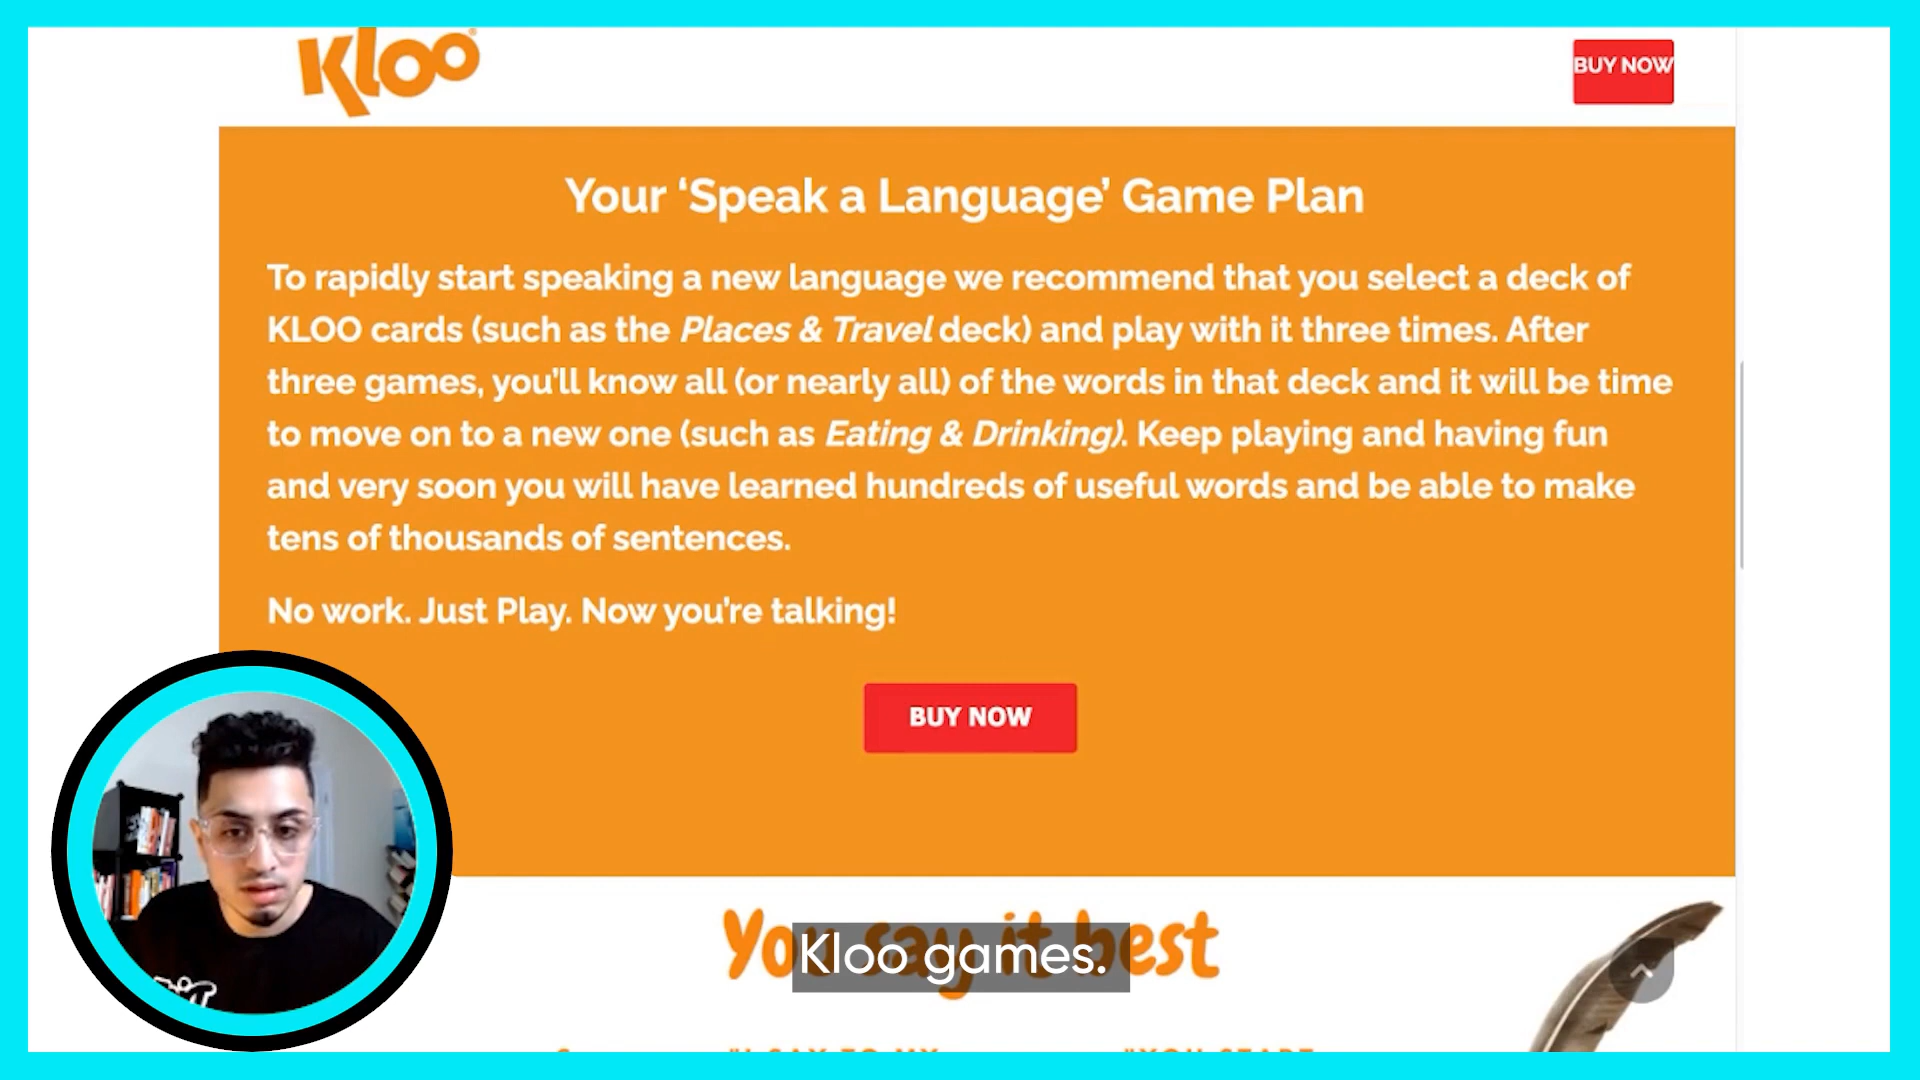 Kloo
BUY NOW
Your ‘Speak a Language’ Game Plan
To rapidly start speaking a new language we recommend that you select a deck of
KLOO cards (such as the Places & Travel deck) and play with it three times. After
three games, you’ll know all (or nearly all) of the words in that deck and it will be time
to move on to a new one (such as Eating & Drinking). Keep playing and having fun
and very soon you will have learned hundreds of useful words and be able to make
tens of thousands of sentences.
No work. Just Play. Now you’re talking!
BUY NOW
You say it best
Kloo games.